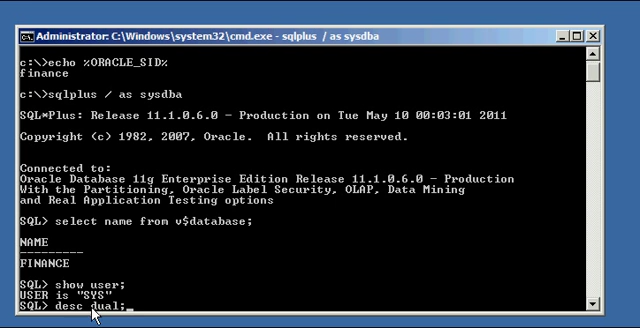 Administrator: C:\Windows\system32\cmd.exe - sqlplus / as sysdba
c:\>echo %ORACLE_SID%
finance
c:\>sqlplus / as sysdba
SQL*Plus: Release 11.1.0.6.0 - Production on Tue May 10 00:03:01 2011
Copyright (c) 1982, 2007, Oracle.  All rights reserved.
Connected to:
Oracle Database 11g Enterprise Edition Release 11.1.0.6.0 - Production
With the Partitioning, Oracle Label Security, OLAP, Data Mining
and Real Application Testing options
SQL> select name from v$database;
NAME
---------
FINANCE
SQL> show user;
USER is "SYS"
SQL> desc dual;